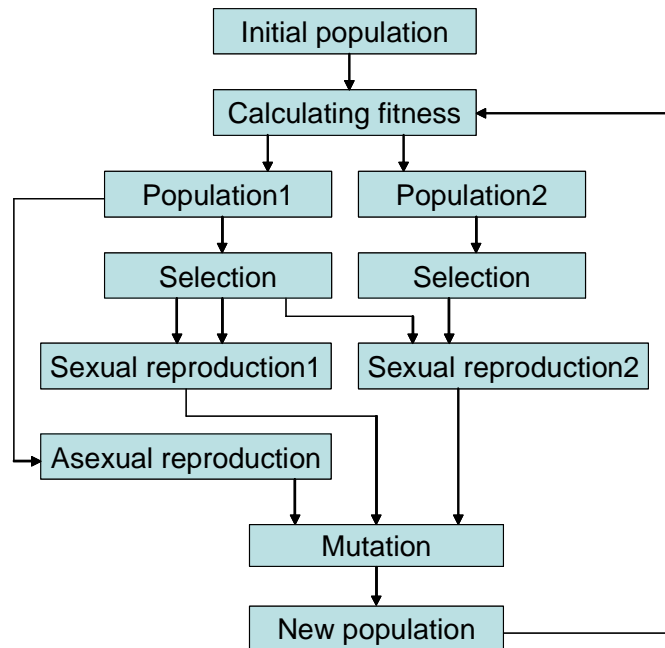 Initial population
Calculating fitness
Population1
Population2
Selection
Selection
Sexual reproduction1
Sexual reproduction2
Asexual reproduction
Mutation
New population